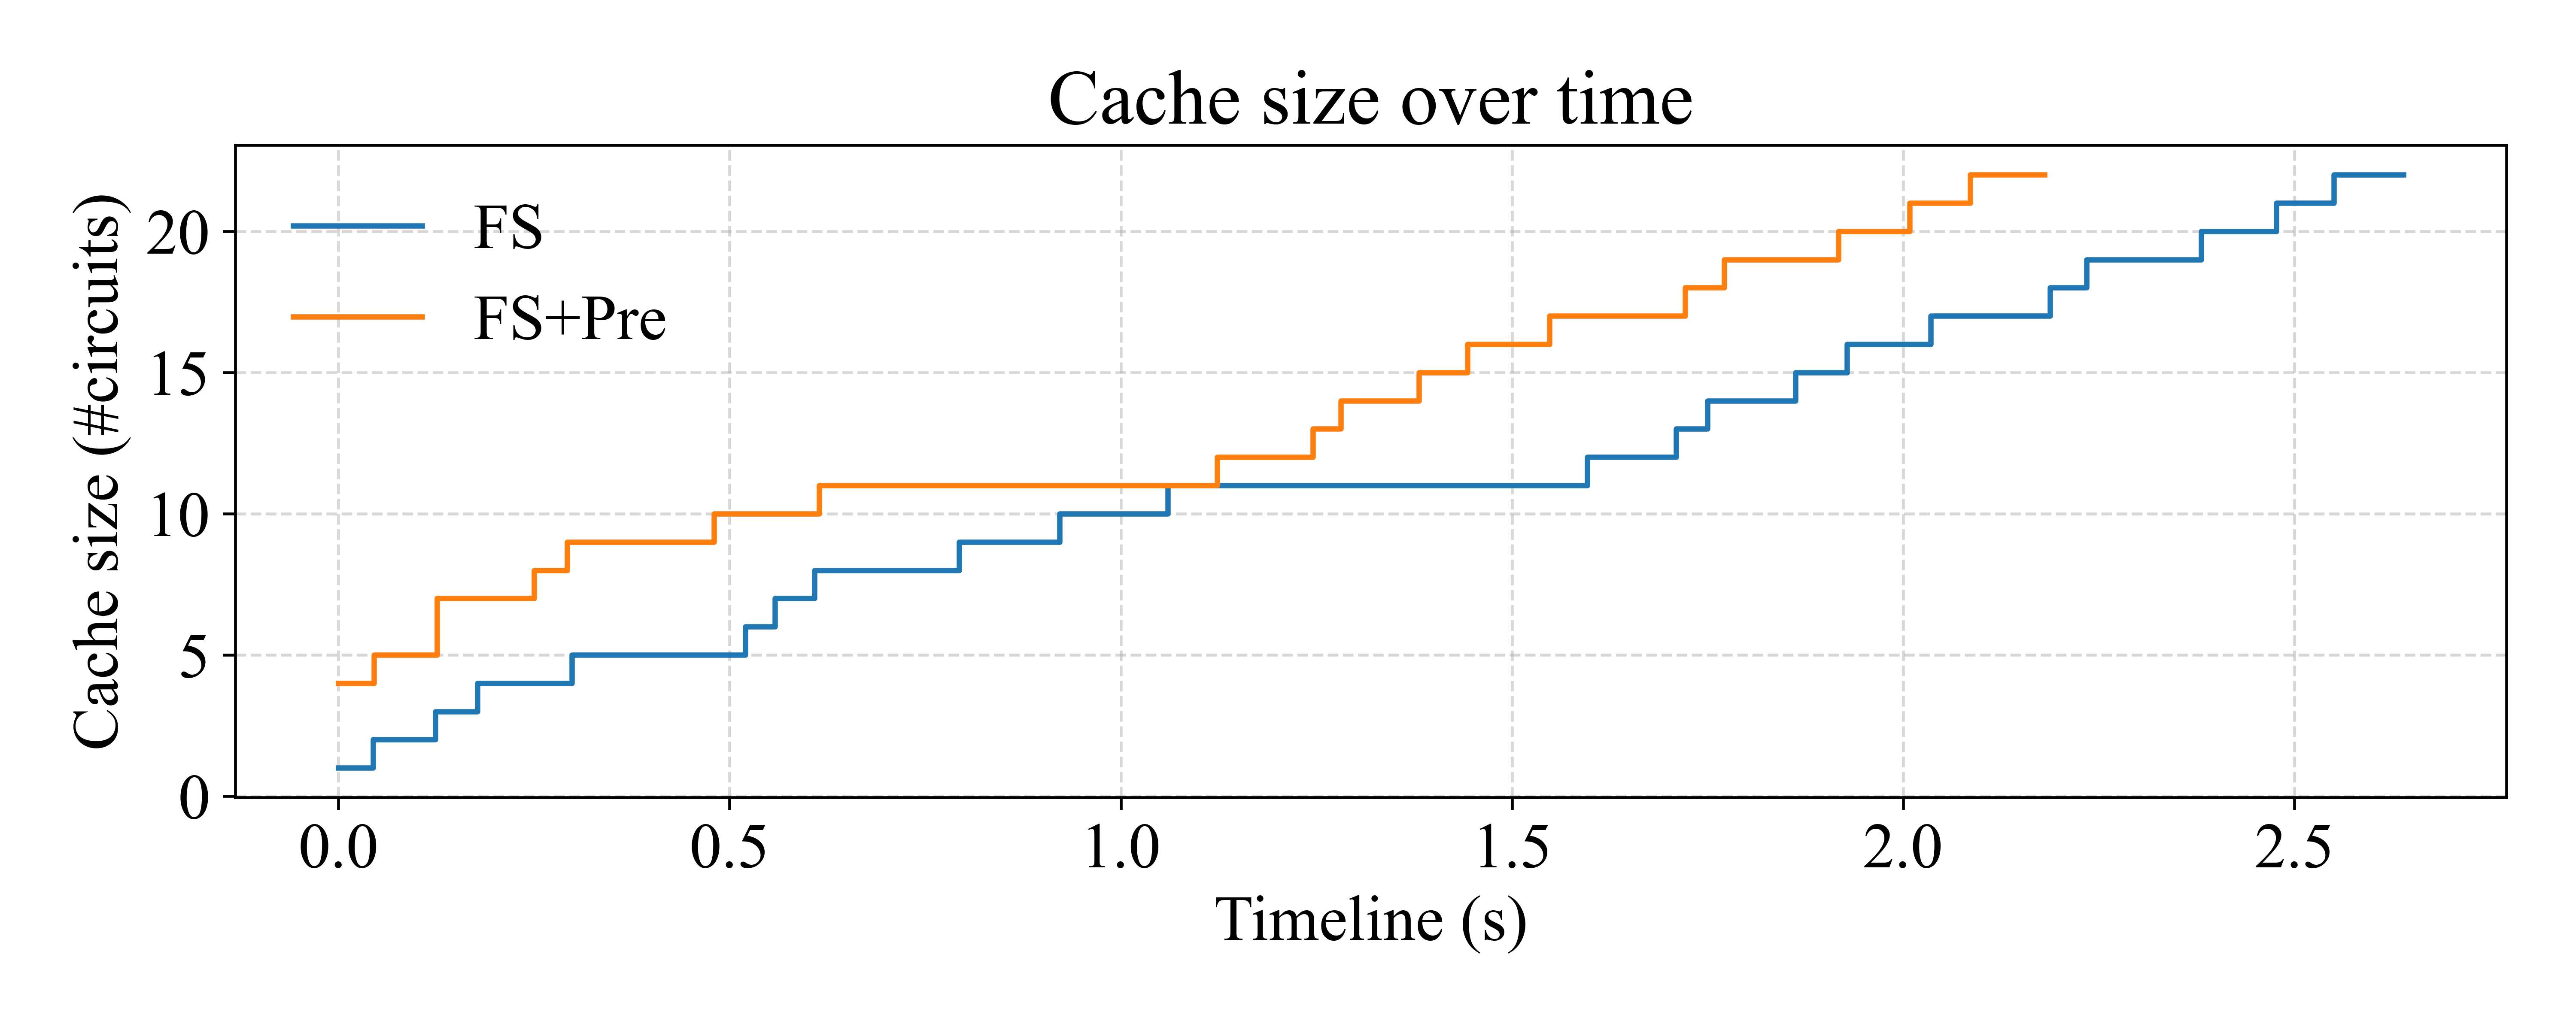 Cache size over time
Cache size (#circuits)
20
15
10
5
0
FS
FS+Pre
0.0 0.5 1.0 1.5 2.0 2.5
Timeline (s)